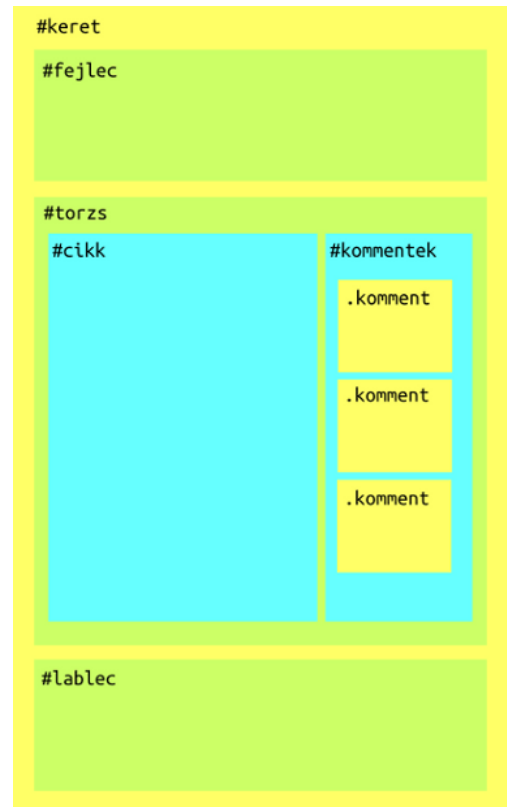 #keret
#fejlec
#torzs
#cikk
#kommentek
.komment
.komment
.komment
#lablec